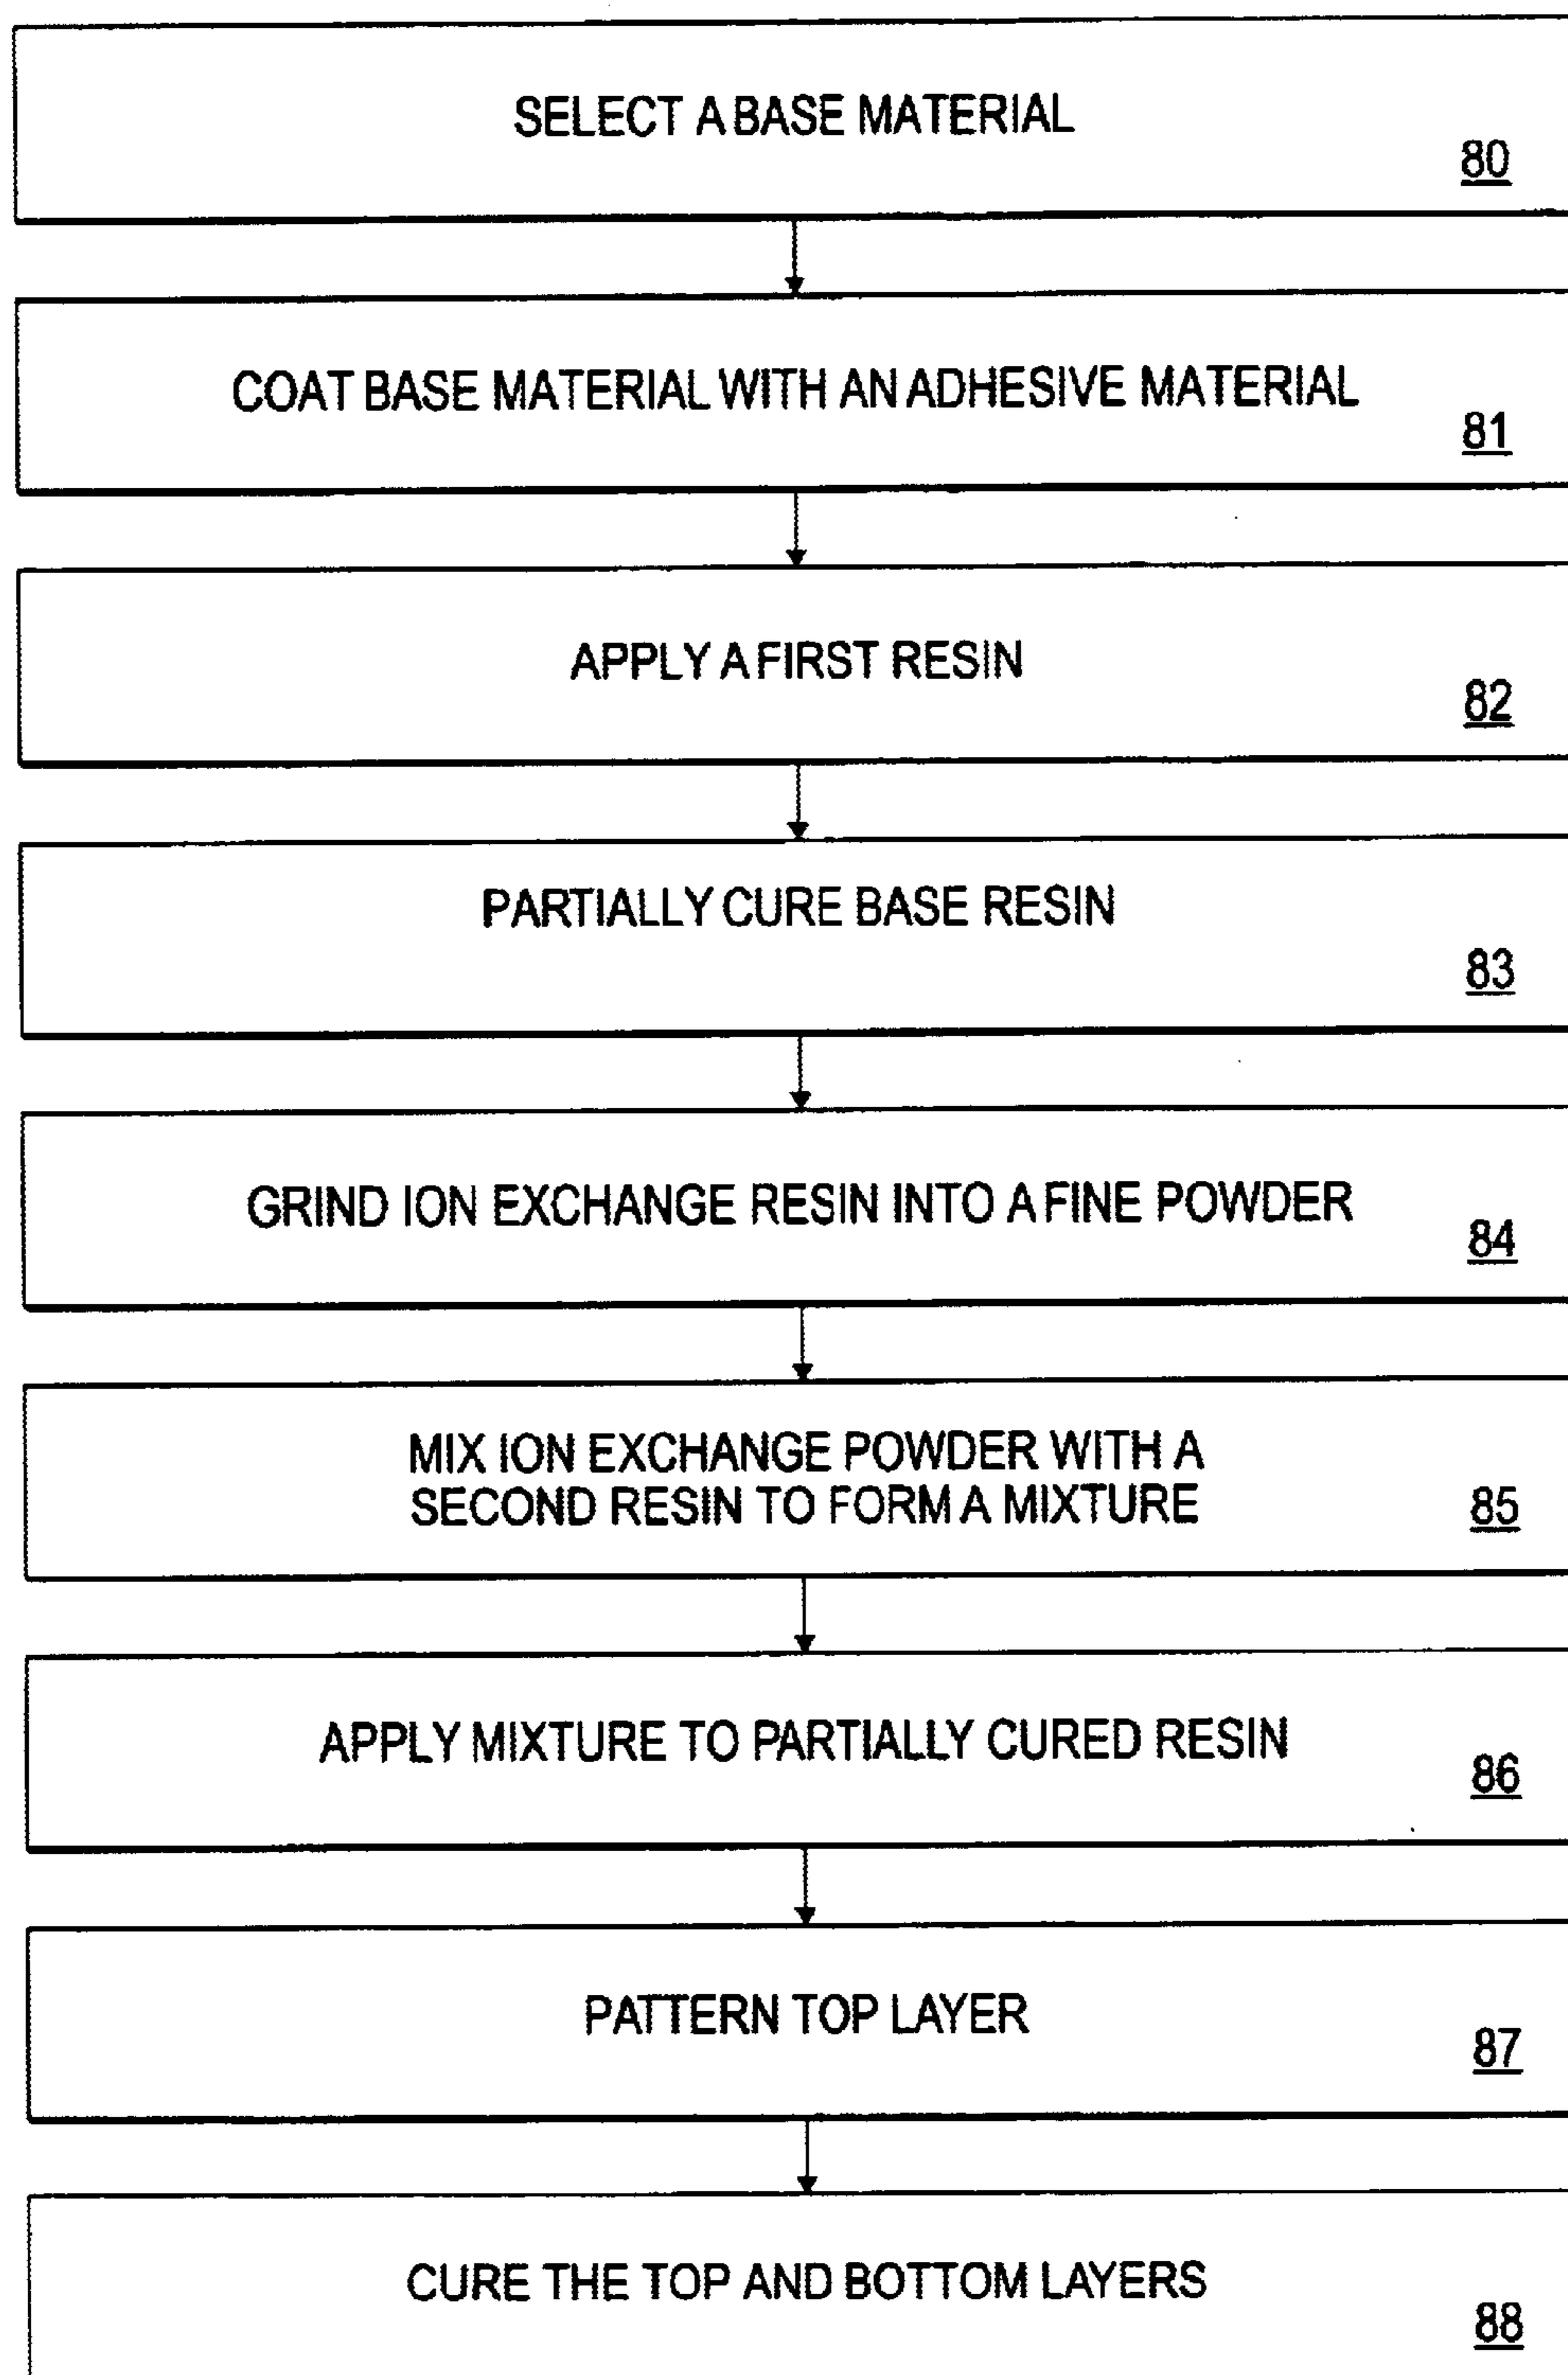 SELECT A BASE MATERIAL
80
COAT BASE MATERIAL WITH AN ADHESIVE MATERIAL
81
APPLY A FIRST RESIN
82
PARTIALLY CURE BASE RESIN
83
GRIND ION EXCHANGE RESIN INTO A FINE POWDER
84
MIX ION EXCHANGE POWDER WITH A
SECOND RESIN TO FORM A MIXTURE
85
APPLY MIXTURE TO PARTIALLY CURED RESIN
86
PATTERN TOP LAYER
87
CURE THE TOP AND BOTTOM LAYERS
88